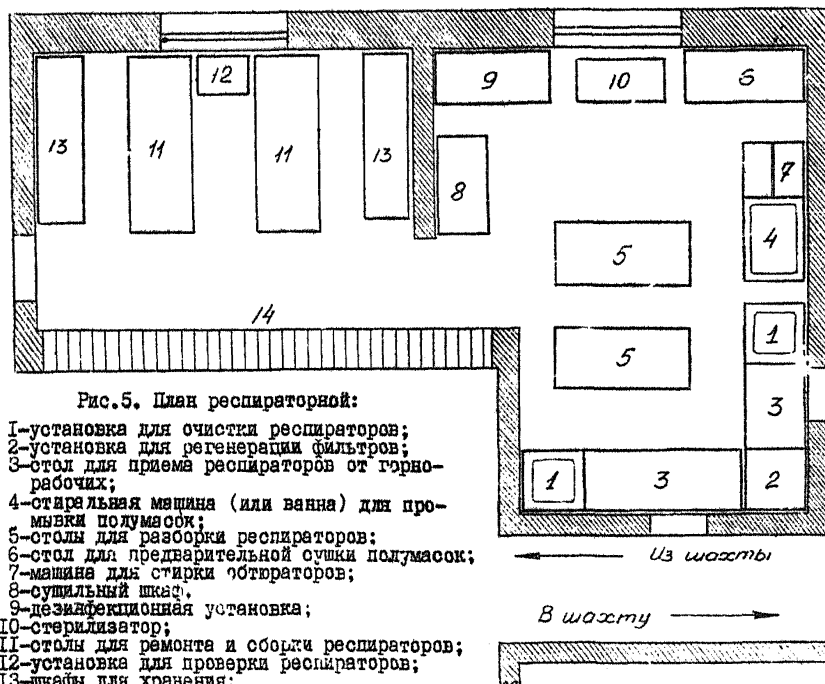 12
9
10
6
13
11
11
13
8
7
4
5
14
1
5
3
1
3
2
Рис.5. План респираторной:
1-установка для очистки респираторов;
2-установка для регенерации фильтров;
3-стол для приема респираторов от горно-
рабочих;
4-стиральная машина (или ванна) для про-
мывки полумасок;
5-столы для разборки респираторов;
6-стол для предварительной сушки полумасок;
7-машина для стирки обтюраторов;
8-сушильный шкаф.
9-дезинфекционная установка;
10-стерилизатор;
11-столы для ремонта и сборки респираторов;
12-установка для проверки респираторов;
13-шкафы для хранения;
Из шахты
В шахту